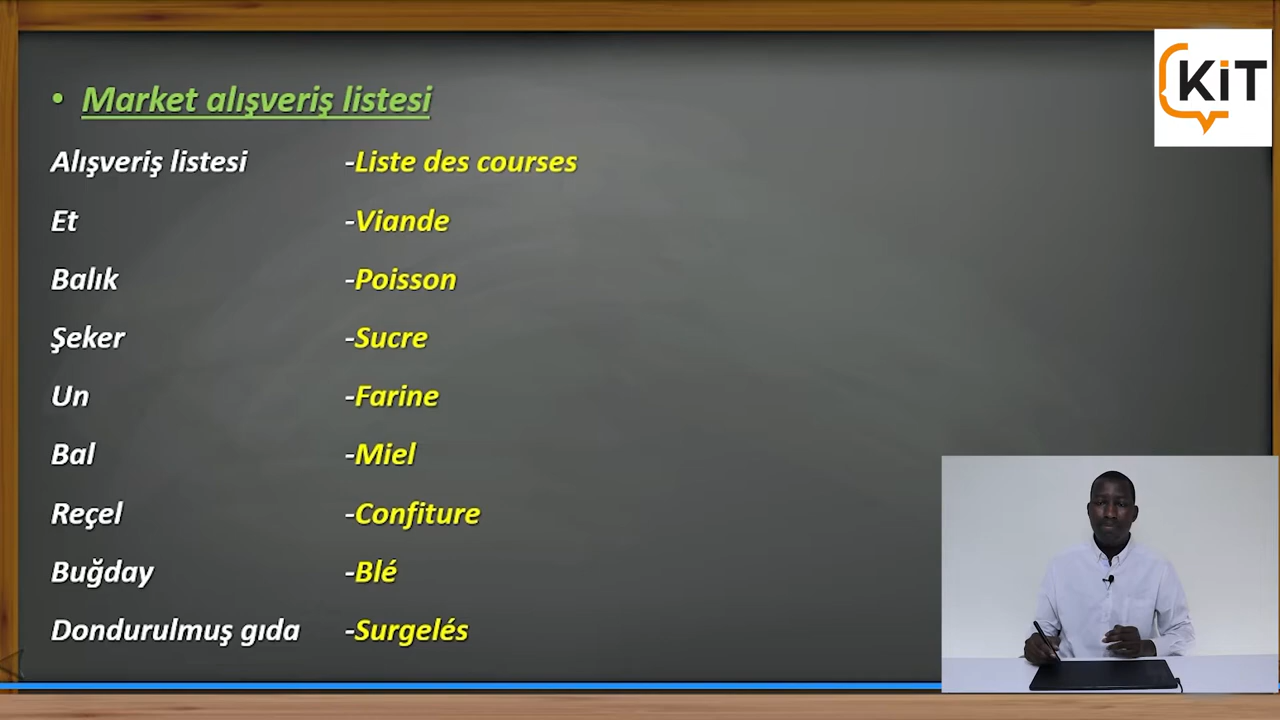 • Market alışveriş listesi
KiT
Alışveriş listesi -Liste des courses
Et -Viande
Balık -Poisson
Şeker -Sucre
Un -Farine
Bal -Miel
Reçel -Confiture
Buğday -Blé
Dondurulmuş gıda -Surgelés